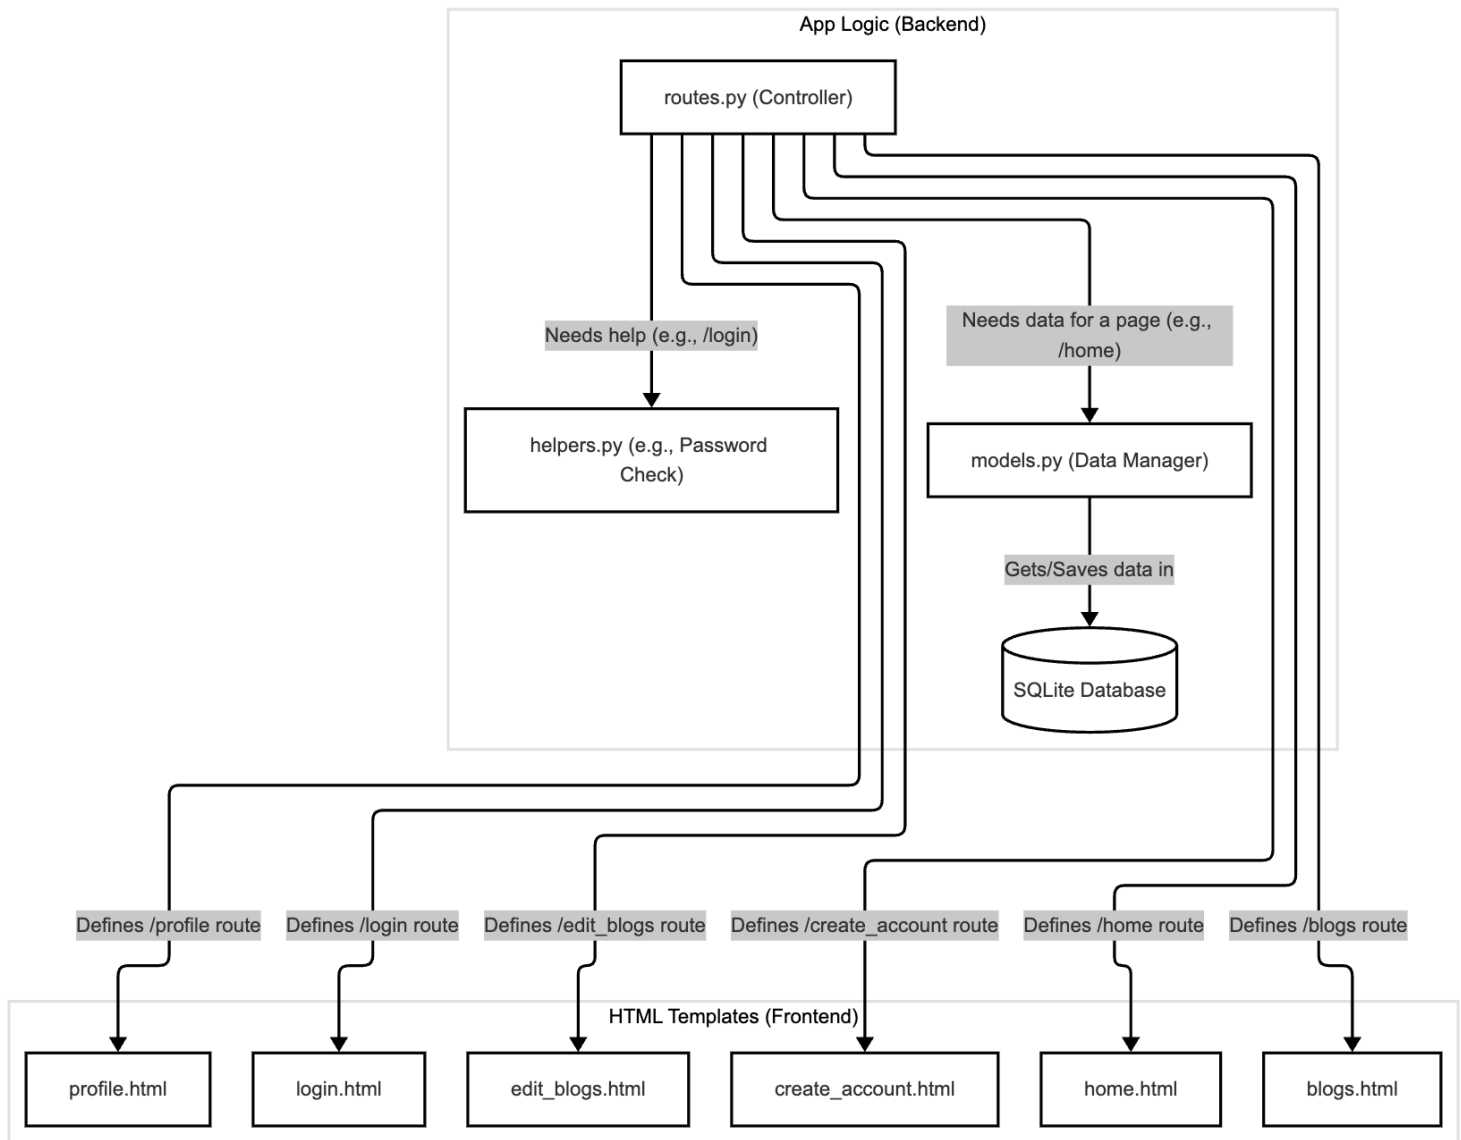 App Logic (Backend)
routes.py (Controller)
Needs help (e.g., /login)
Needs data for a page (e.g.,
/home)
helpers.py (e.g., Password
Check)
models.py (Data Manager)
Gets/Saves data in
SQLite Database
Defines /profile route
Defines /login route
Defines /edit_blogs route
Defines /create_account route
Defines /home route
Defines /blogs route
HTML Templates (Frontend)
profile.html
login.html
edit_blogs.html
create_account.html
home.html
blogs.html